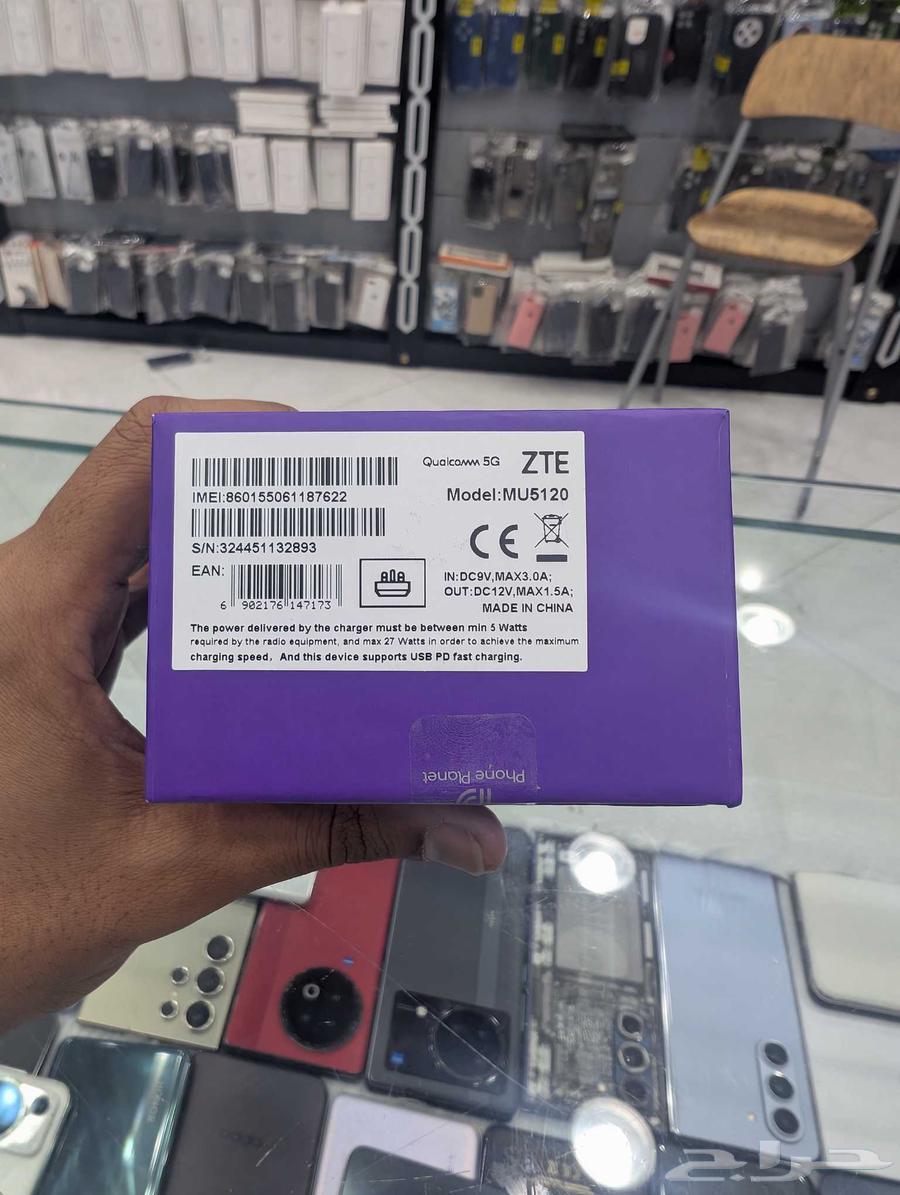 Qualcomm 5G ZTE
IMEI:860155061187622
Model:MU5120
S/N:324451132893
CE
EAN:
6 902176 147173
IN:DC9V,MAX3.0A;
OUT:DC12V,MAX1.5A;
MADE IN CHINA
The power delivered by the charger must be between min 5 Watts
required by the radio equipment, and max 27 Watts in order to achieve the maximum
charging speed. And this device supports USB PD fast charging.
Phone Planet
oppo
حراج